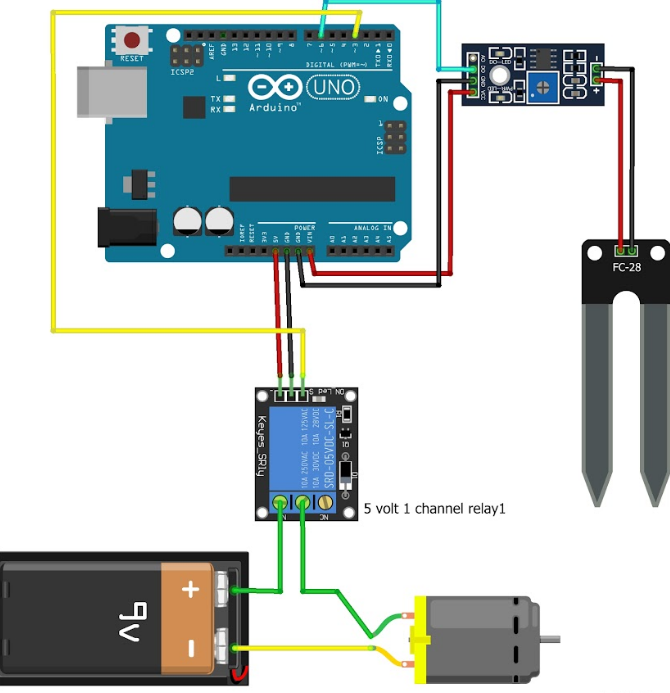 RESET
ICSP2
AREF
GND
13
12
~11
~10
~9
8
7
~6
~5
4
~3
2
TX▸1
RX◂0
DIGITAL (PWM=~)
L
TX
RX
UNO
Arduino™
ON
ICSP
1
IOREF
RESET
3V3
5V
GND
GND
VIN
POWER
ANALOG IN
A0
A1
A2
A3
A4
A5
AO
DO
GND
VCC
DO-LED
PWR-LED
-
+
FC-28
Keyes_SRly
ON Led
S
10A 250VAC 10A 125VAC
10A 30VDC 10A 28VDC
SRD-05VDC-SL-C
NC
5 volt 1 channel relay1
9V
+
-